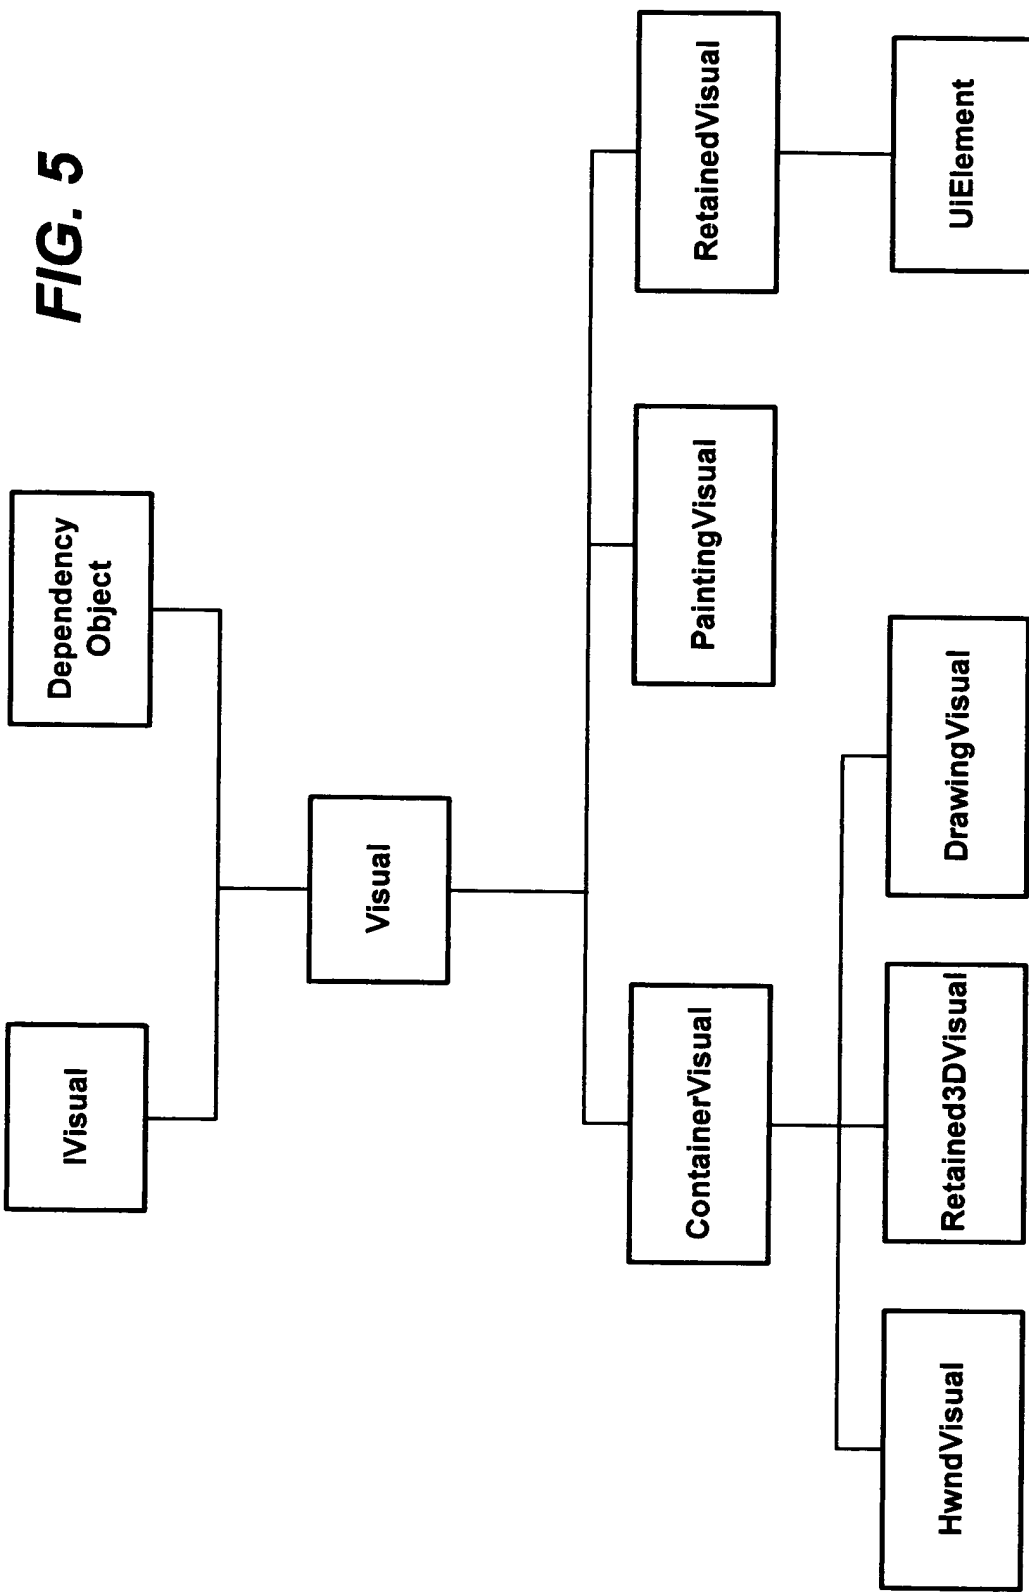 FIG. 5
IVisual
Dependency
Object
Visual
ContainerVisual
PaintingVisual
RetainedVisual
HwndVisual
Retained3DVisual
DrawingVisual
UiElement